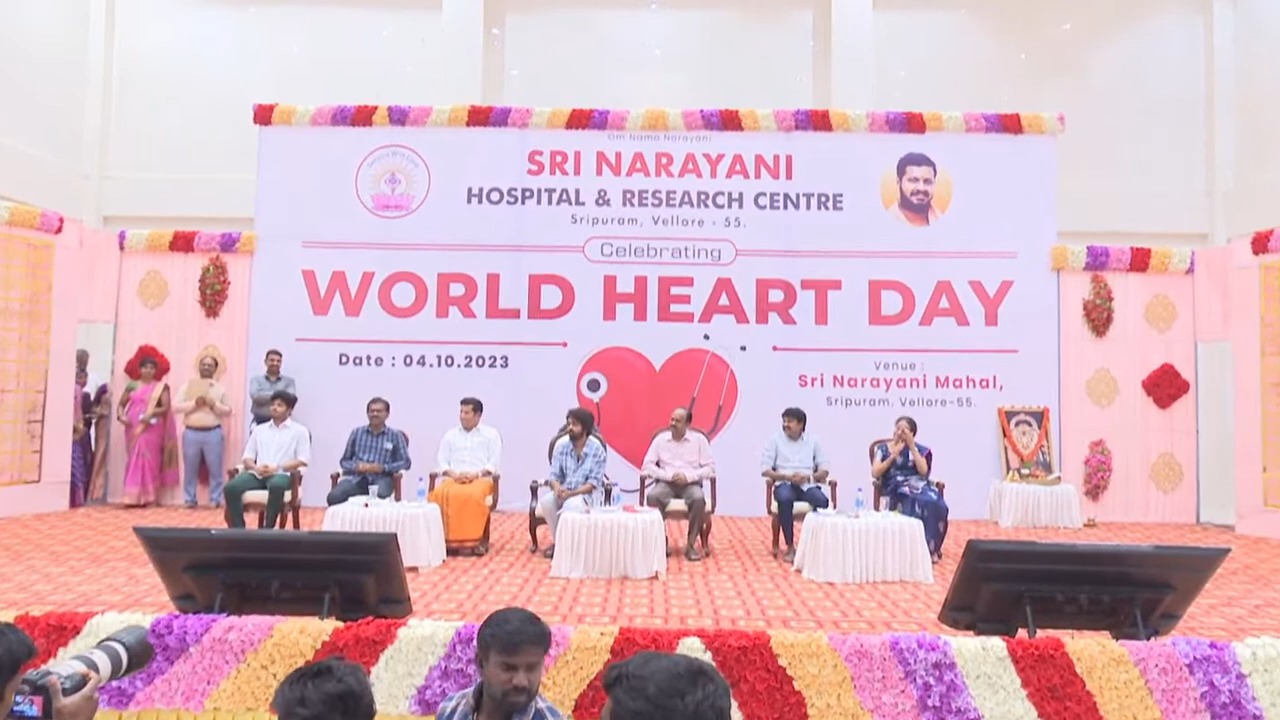 Om Namo Narayani
SRI NARAYANI
HOSPITAL & RESEARCH CENTRE
Sripuram, Vellore - 55.
Celebrating
WORLD HEART DAY
Date : 04.10.2023
Venue :
Sri Narayani Mahal,
Sripuram, Vellore-55.